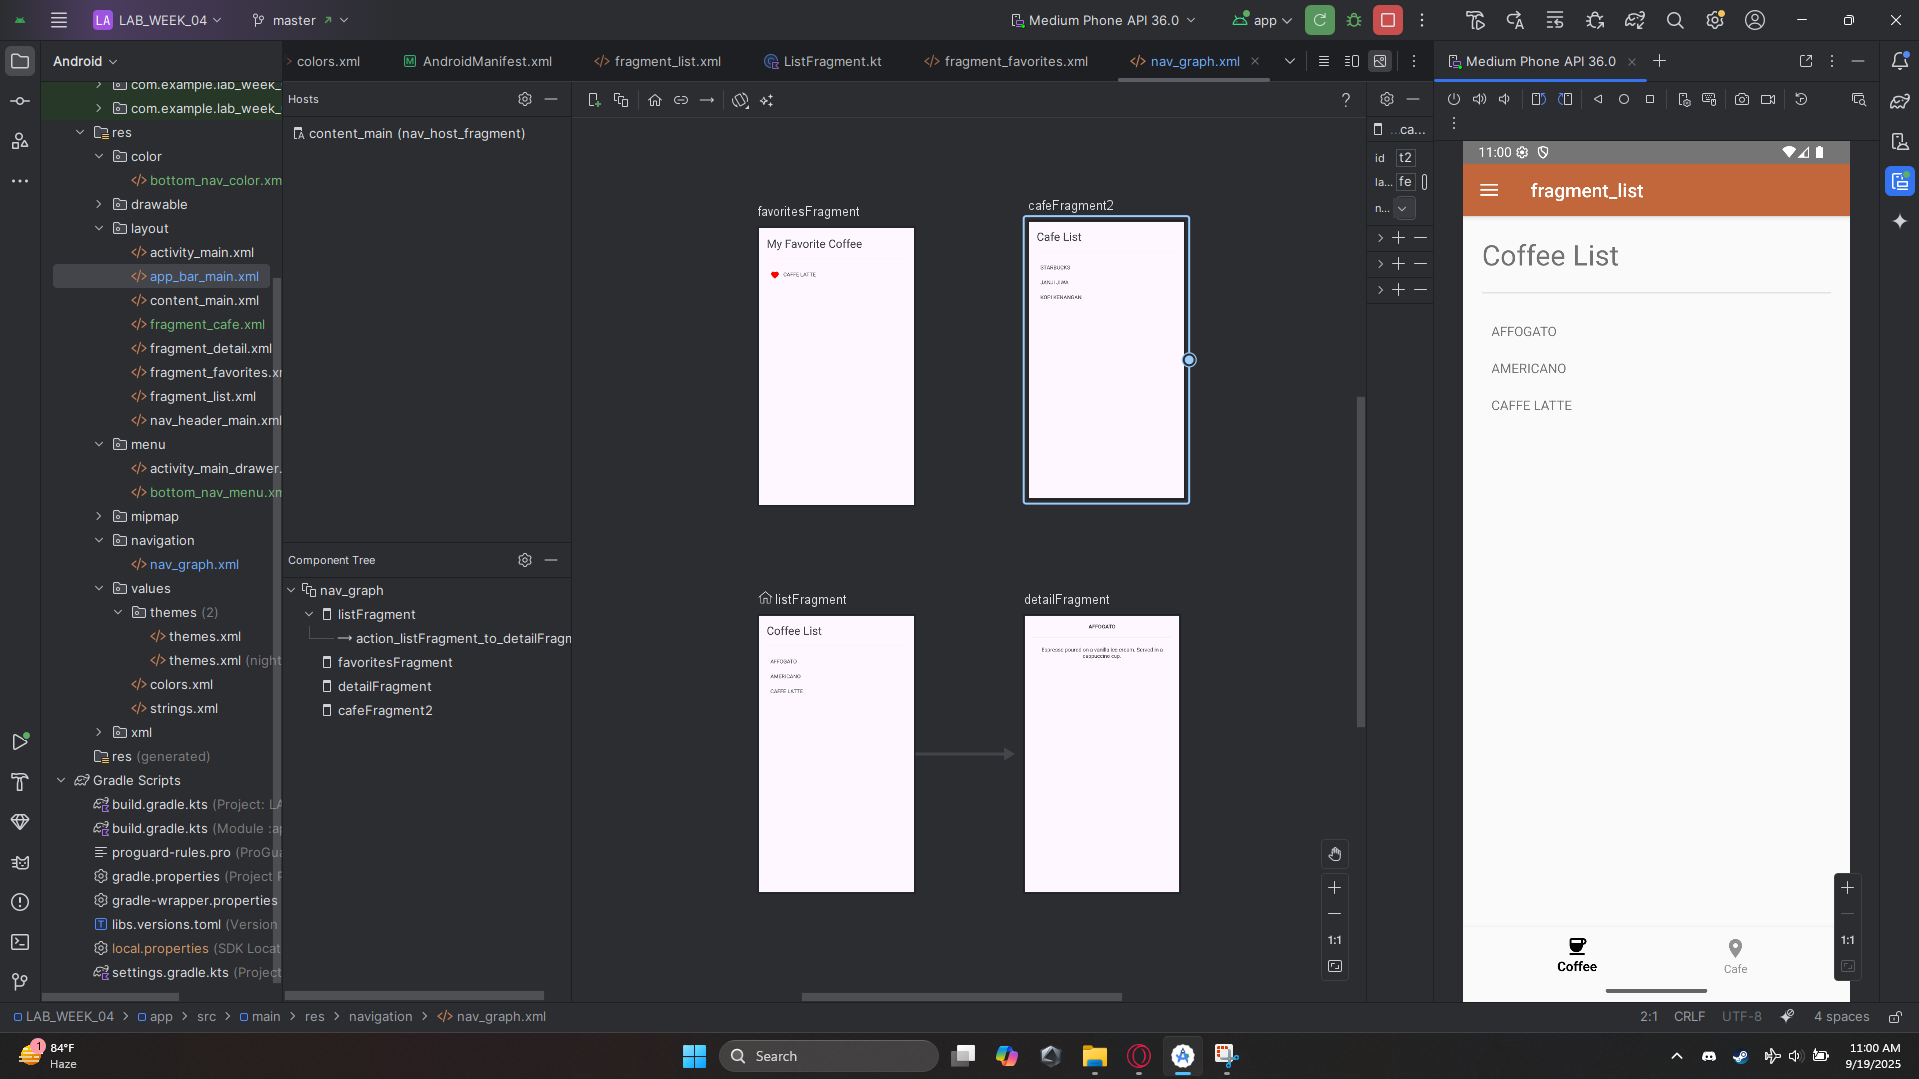 LA LAB_WEEK_04
master
Medium Phone API 36.0
app
Android
colors.xml
AndroidManifest.xml
fragment_list.xml
ListFragment.kt
fragment_favorites.xml
nav_graph.xml
Medium Phone API 36.0
com.example.lab_week_
com.example.lab_week_
res
color
bottom_nav_color.xm
drawable
layout
activity_main.xml
app_bar_main.xml
content_main.xml
fragment_cafe.xml
fragment_detail.xml
fragment_favorites.xr
fragment_list.xml
nav_header_main.xml
menu
activity_main_drawer.
bottom_nav_menu.xm
mipmap
navigation
nav_graph.xml
values
themes (2)
themes.xml
themes.xml (night
colors.xml
strings.xml
xml
res (generated)
Gradle Scripts
build.gradle.kts (Project: LA
build.gradle.kts (Module :ap
proguard-rules.pro (ProGua
gradle.properties (Project P
gradle-wrapper.properties
libs.versions.toml (Version
local.properties (SDK Locat
settings.gradle.kts (Project
Hosts
content_main (nav_host_fragment)
Component Tree
nav_graph
listFragment
action_listFragment_to_detailFragm
favoritesFragment
detailFragment
cafeFragment2
?
favoritesFragment
My Favorite Coffee
CAFFE LATTE
cafeFragment2
Cafe List
STARBUCKS
JANJI JIWA
KOPI KENANGAN
listFragment
Coffee List
AFFOGATO
AMERICANO
CAFFE LATTE
detailFragment
AFFOGATO
Espresso poured on a vanilla ice cream. Served in a
cappuccino cup.
1:1
...ca...
id t2
la... fe
n...
11:00
fragment_list
Coffee List
AFFOGATO
AMERICANO
CAFFE LATTE
Coffee
Cafe
1:1
LAB_WEEK_04 > app > src > main > res > navigation > nav_graph.xml
2:1 CRLF UTF-8 4 spaces
1
84°F
Haze
Search
11:00 AM
9/19/2025